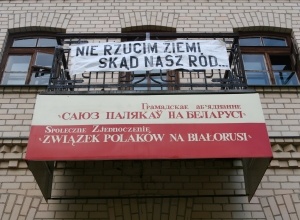 NIE RZUCIM ZIEMI
SKĄD NASZ RÓD...
Грамадскае аб'яднанне
«САЮЗ ПАЛЯКАЎ НА БЕЛАРУСІ»
Społeczne Zjednoczenie
«ZWIĄZEK POLAKÓW NA BIAŁORUSI»